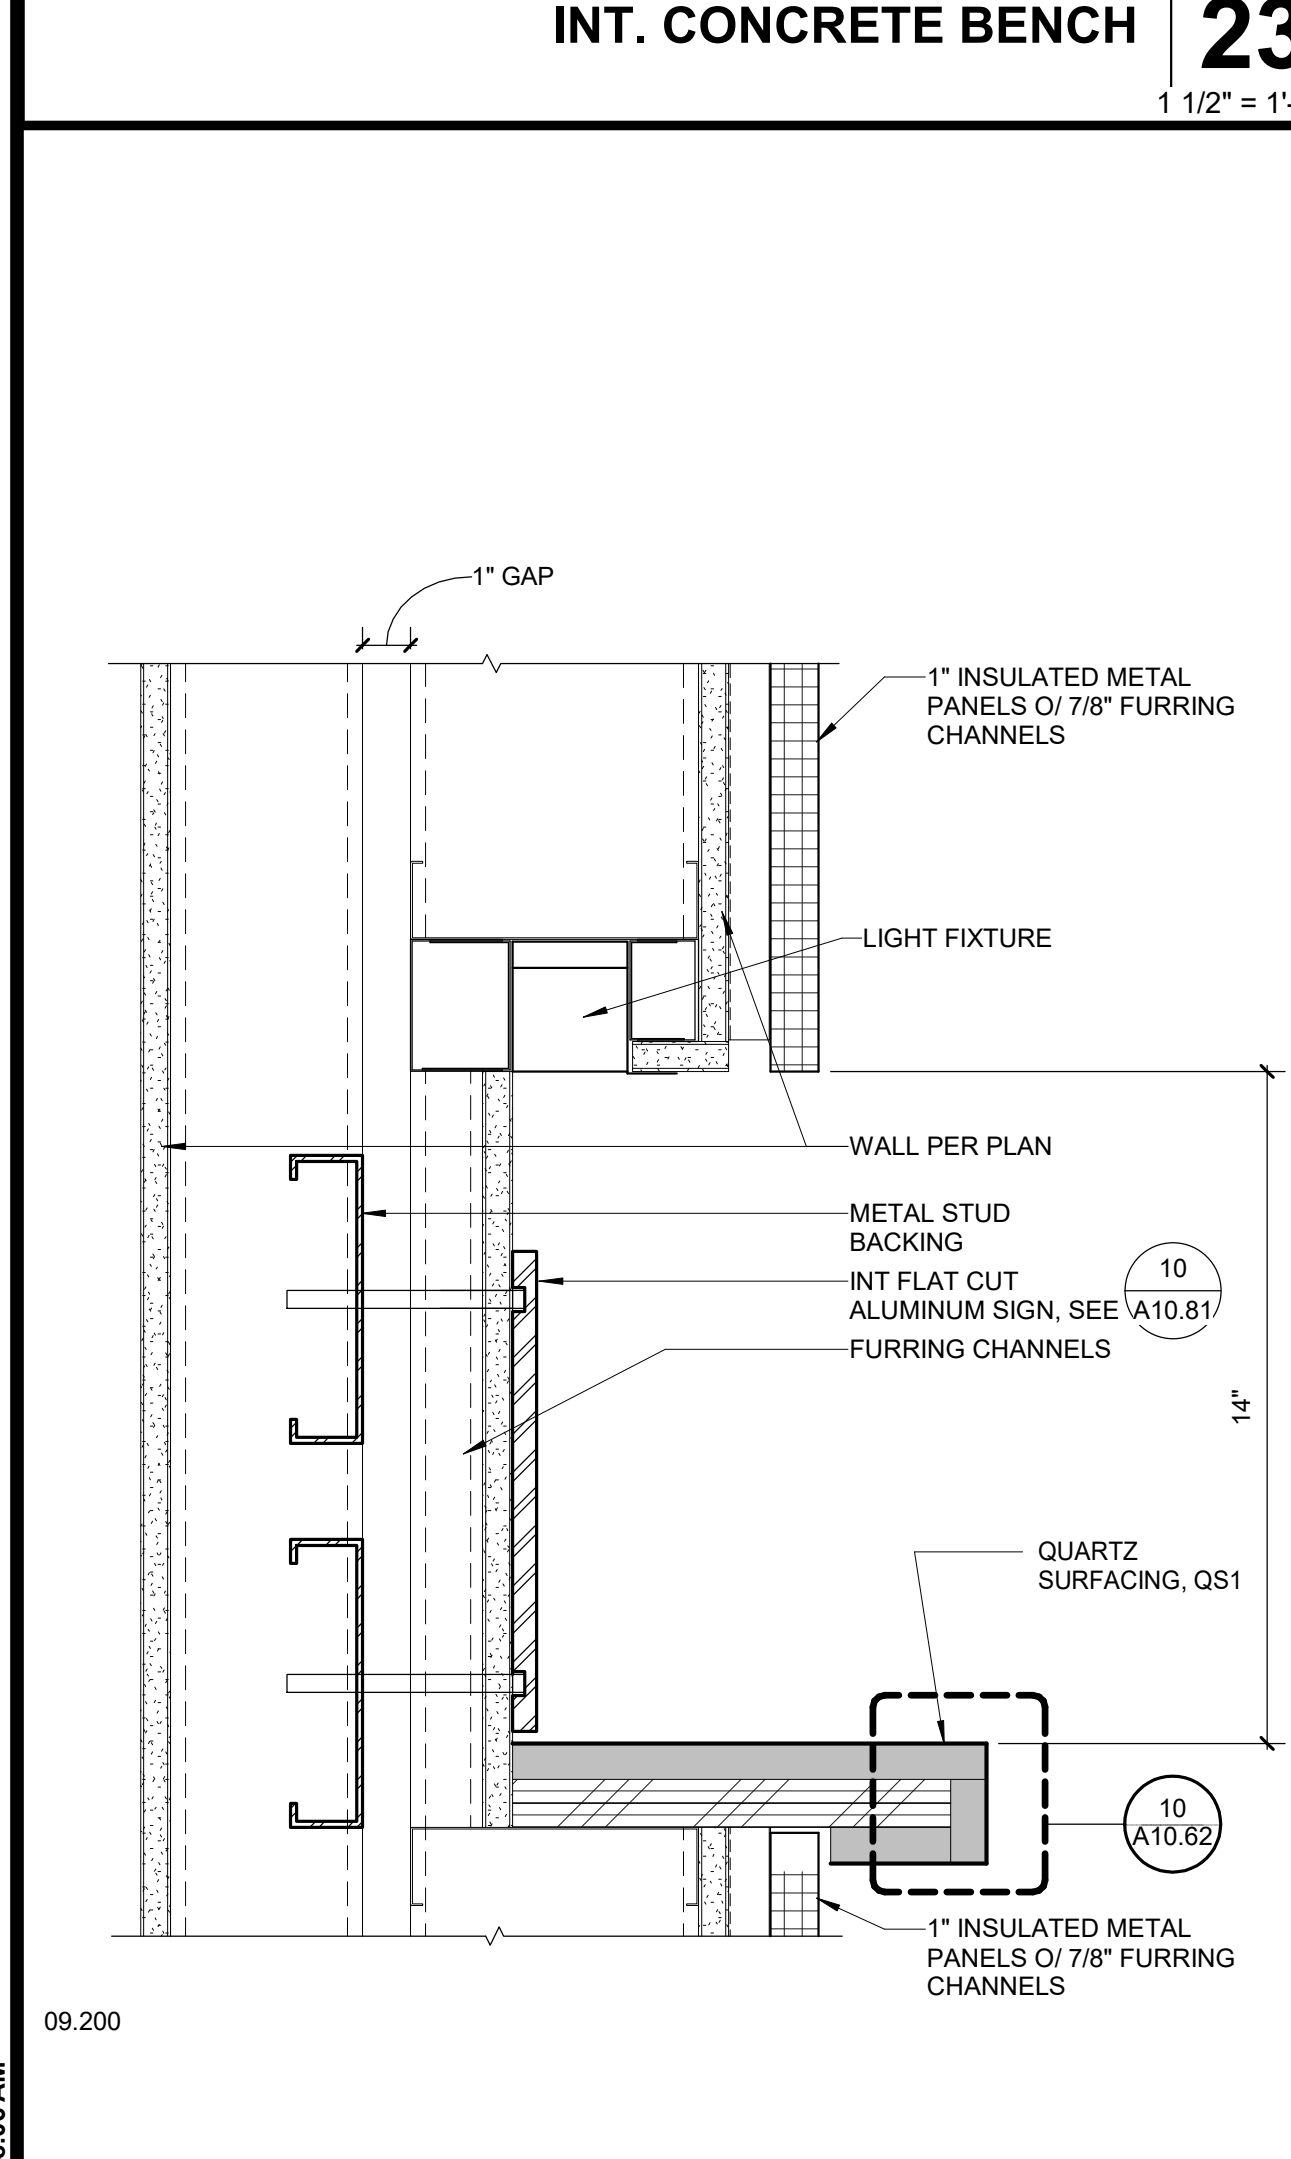 INT. CONCRETE BENCH
23
1 1/2" = 1'-
1" GAP
1" INSULATED METAL
PANELS O/ 7/8" FURRING
CHANNELS
LIGHT FIXTURE
WALL PER PLAN
METAL STUD
BACKING
INT FLAT CUT
ALUMINUM SIGN, SEE
10
A10.81
FURRING CHANNELS
14"
QUARTZ
SURFACING, QS1
10
A10.62
1" INSULATED METAL
PANELS O/ 7/8" FURRING
CHANNELS
09.200
AM